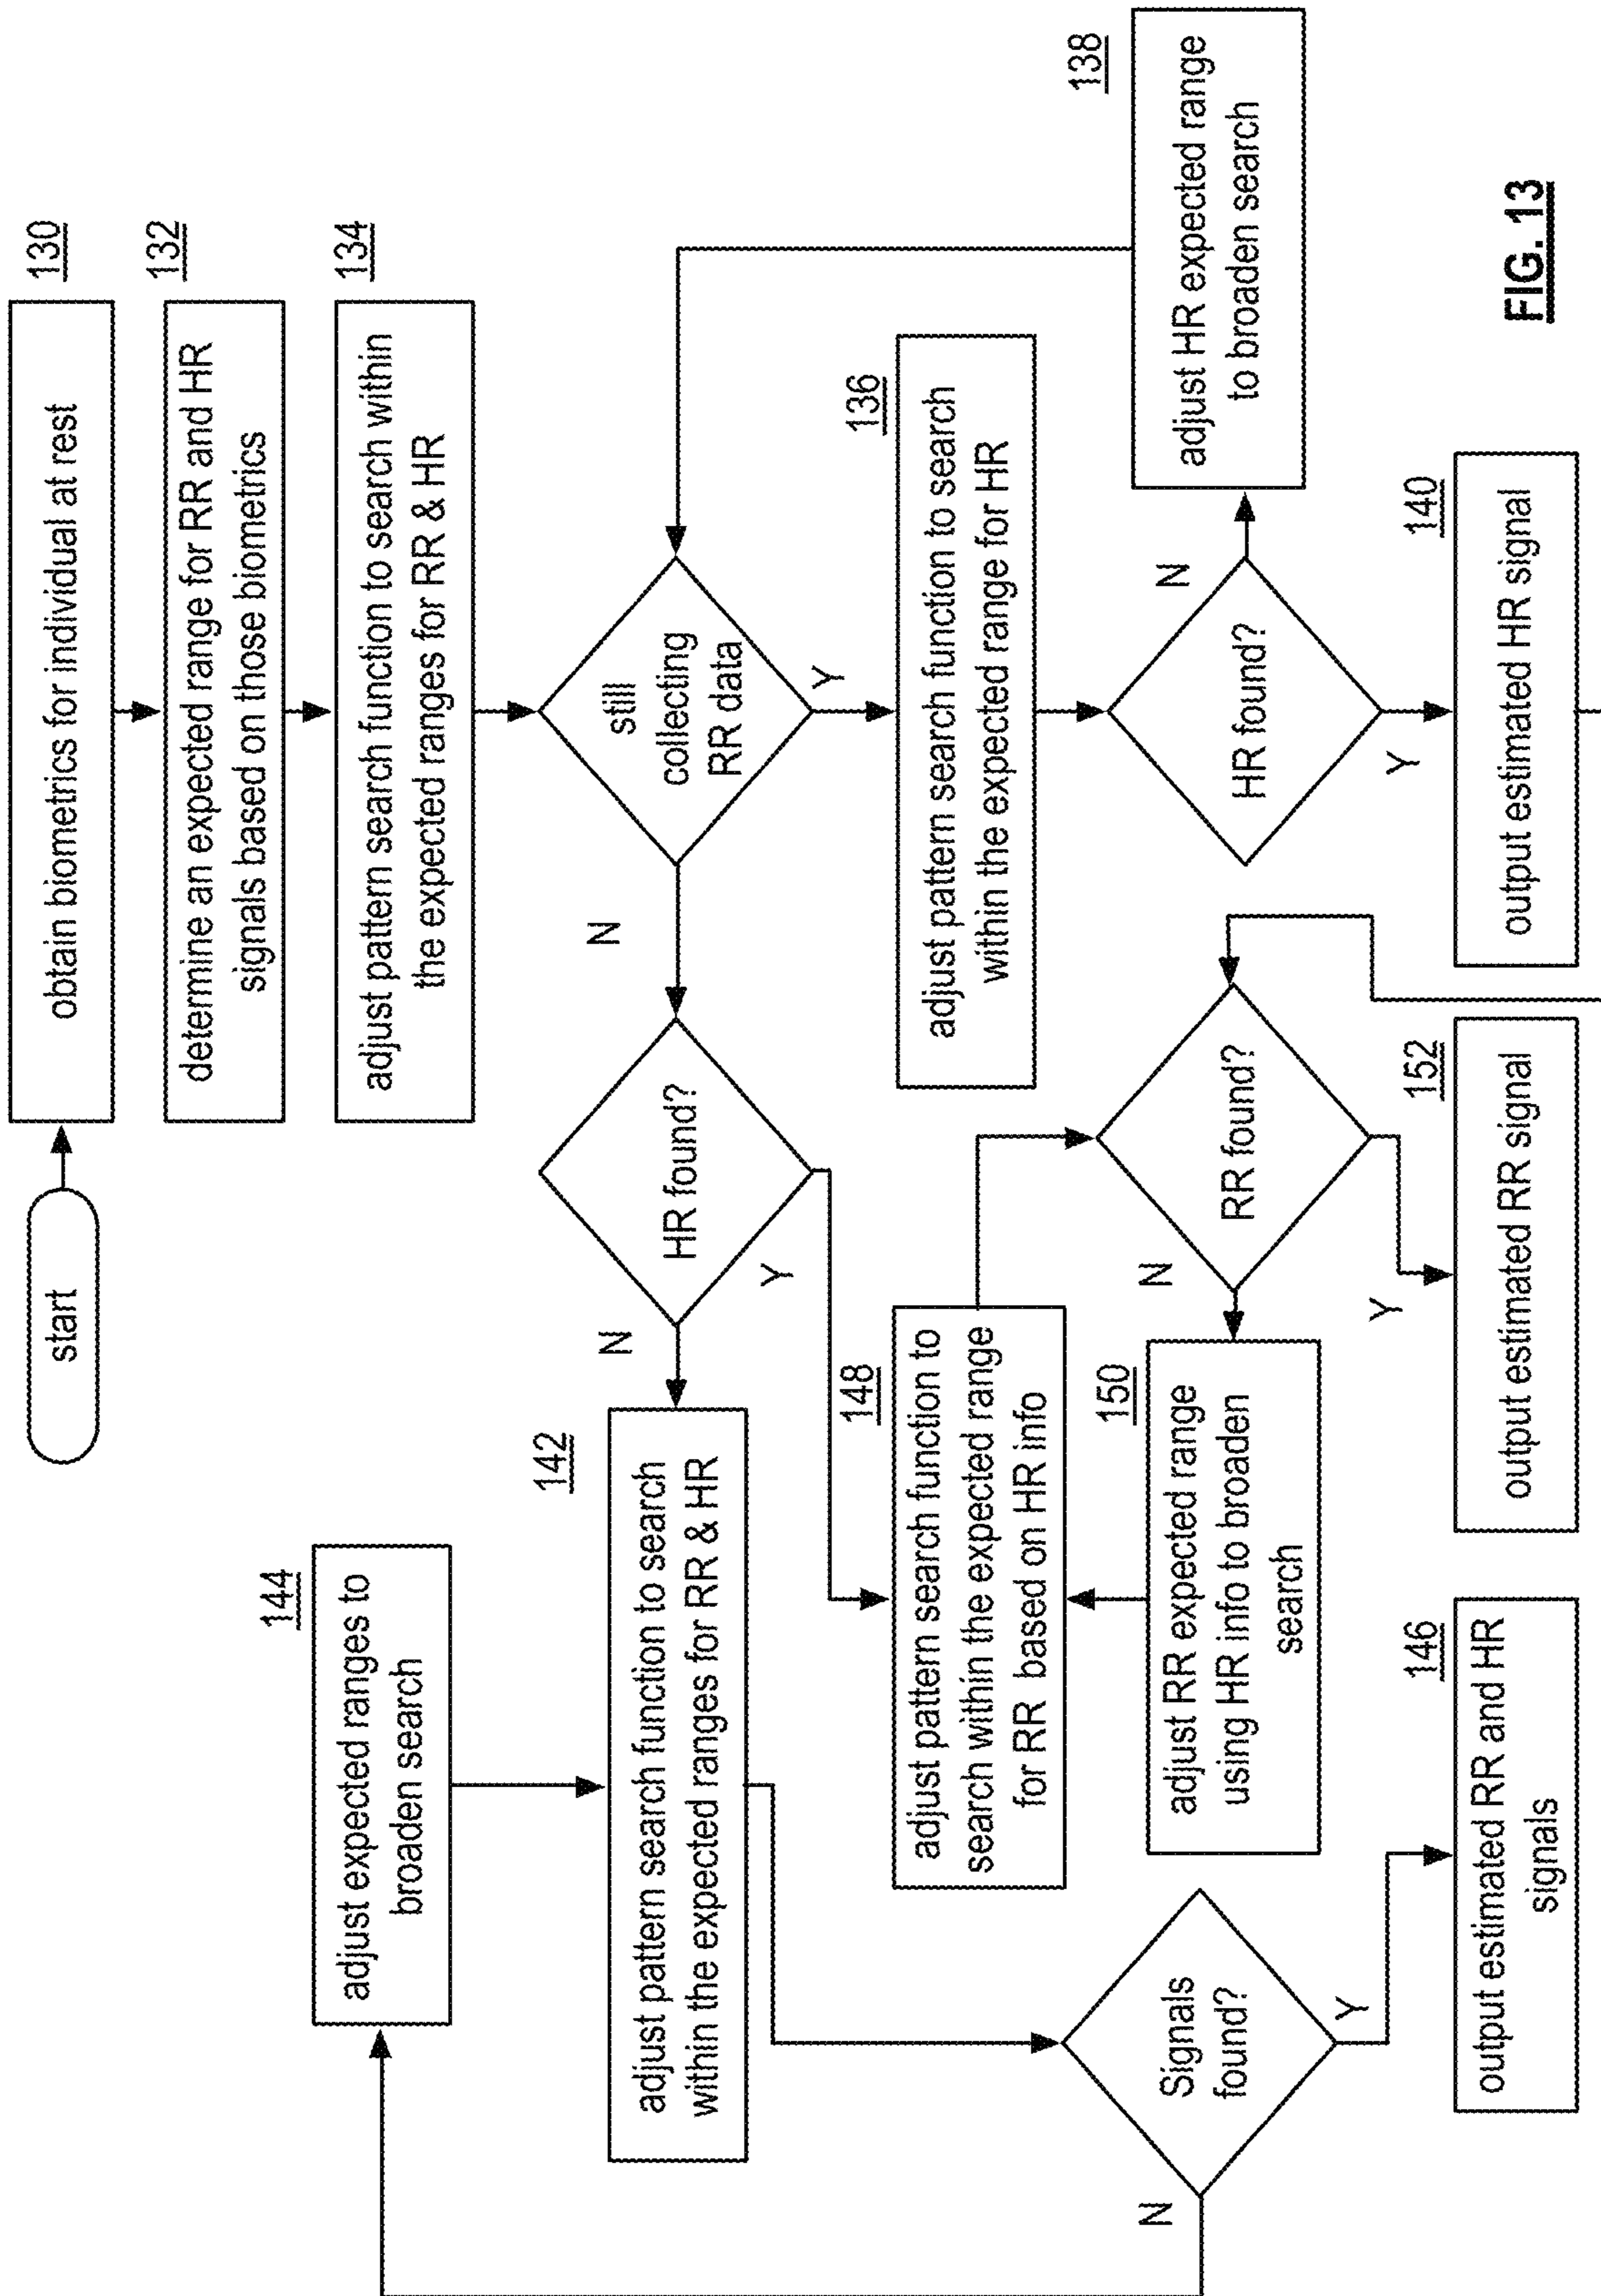 start
130
obtain biometrics for individual at rest
132
determine an expected range for RR and HR
signals based on those biometrics
134
adjust pattern search function to search within
the expected ranges for RR & HR
still
collecting
RR data
N
Y
144
adjust expected ranges to
broaden search
HR found?
N
Y
142
adjust pattern search function to search
within the expected ranges for RR & HR
136
adjust pattern search function to search
within the expected range for HR
138
adjust HR expected range
to broaden search
148
adjust pattern search function to
search within the expected range
for RR based on HR info
RR found?
N
Y
HR found?
N
Y
150
adjust RR expected range
using HR info to broaden
search
Signals
found?
N
Y
146
output estimated RR and HR
signals
152
output estimated RR signal
140
output estimated HR signal
FIG. 13